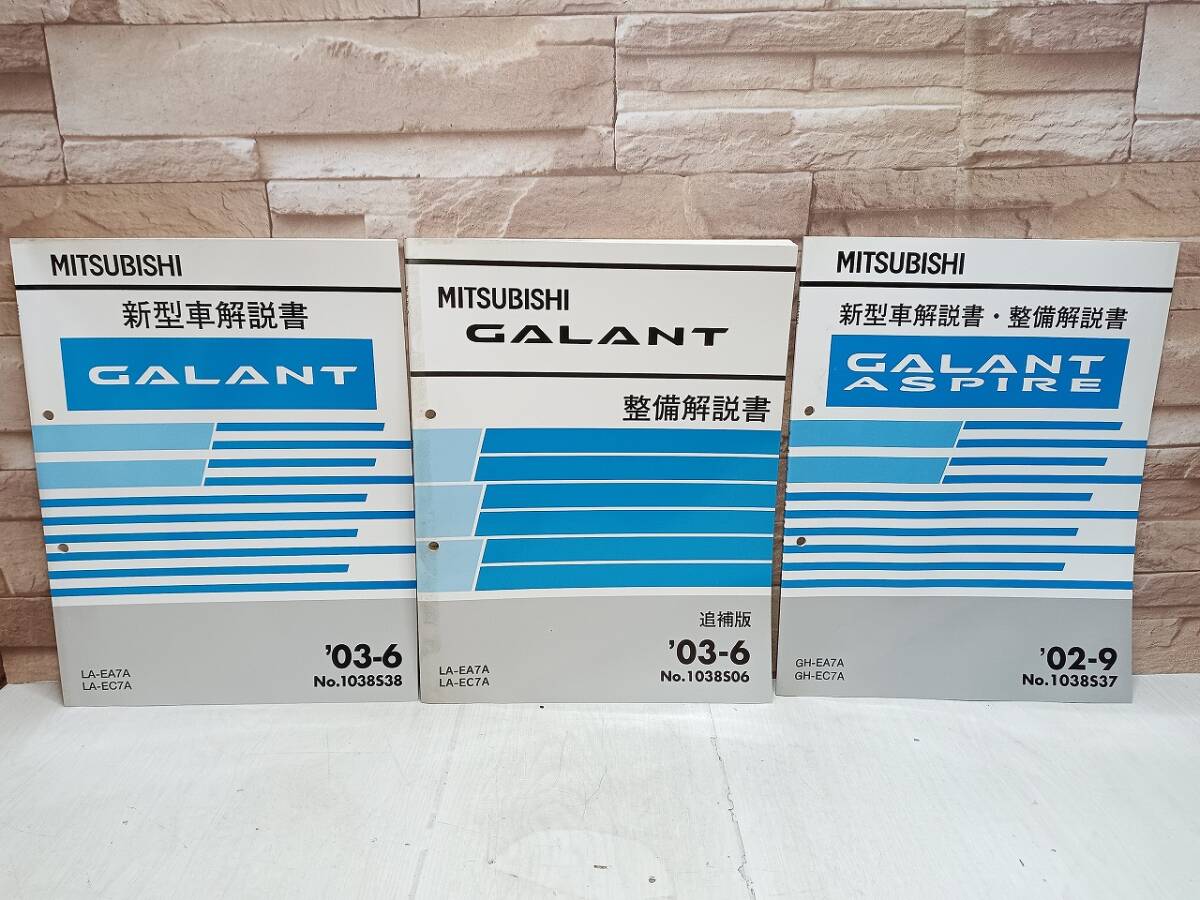 MITSUBISHI
新型車解説書
GALANT
'03-6
LA-EA7A
LA-EC7A
No.1038S38
MITSUBISHI
GALANT
整備解説書
追補版
'03-6
LA-EA7A
LA-EC7A
No.1038S06
MITSUBISHI
新型車解説書・整備解説書
GALANT
ASPIRE
'02-9
GH-EA7A
GH-EC7A
No.1038S37